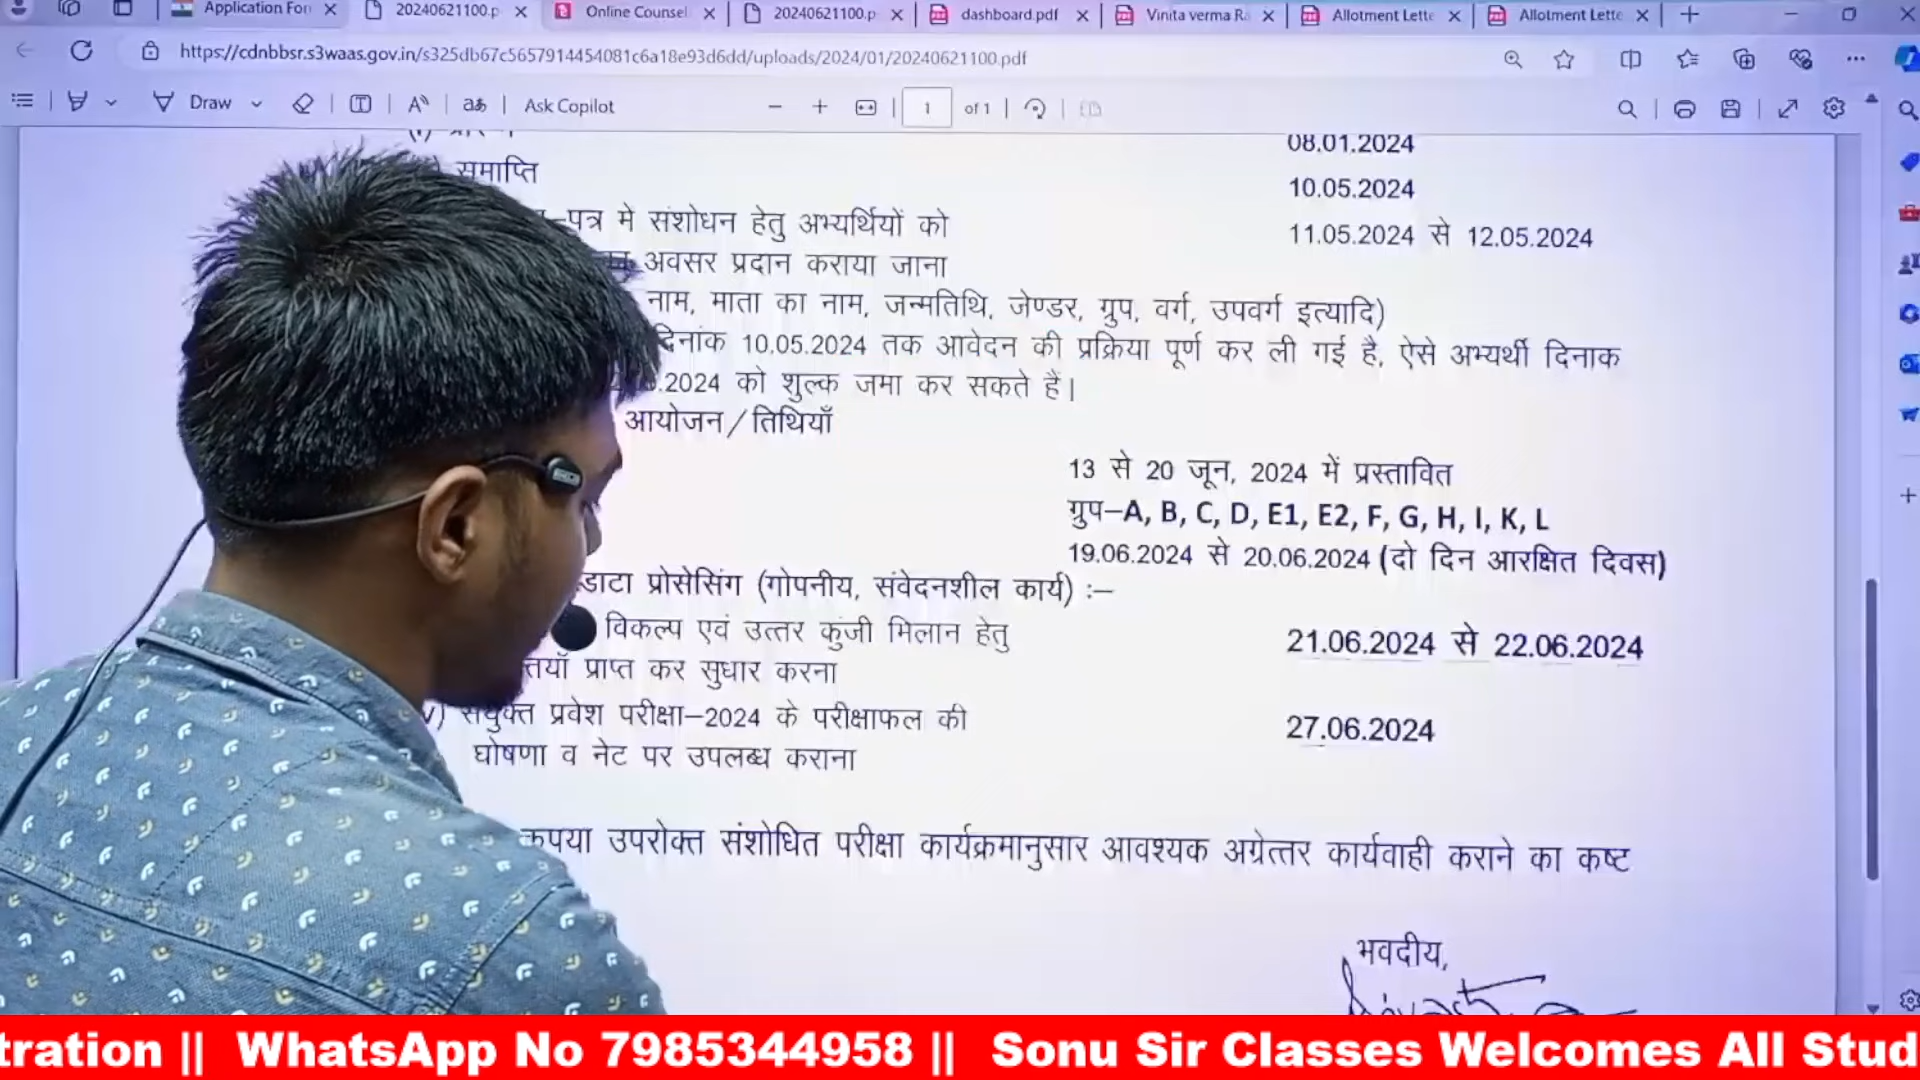 Application For
20240621100.p
Online Counsel
20240621100.p
dashboard.pdf
Vinita verma Ra
Allotment Lette
Allotment Lette
https://cdnbbsr.s3waas.gov.in/s325db67c5657914454081c6a18e93d6dd/uploads/2024/01/20240621100.pdf
Draw
aあ
Ask Copilot
1 of 1
08.01.2024
समाप्ति
10.05.2024
–पत्र मे संशोधन हेतु अभ्यर्थियों को
11.05.2024 से 12.05.2024
अवसर प्रदान कराया जाना
नाम, माता का नाम, जन्मतिथि, जेण्डर, ग्रुप, वर्ग, उपवर्ग इत्यादि)
दिनांक 10.05.2024 तक आवेदन की प्रक्रिया पूर्ण कर ली गई है, ऐसे अभ्यर्थी दिनाक
.2024 को शुल्क जमा कर सकते हैं।
आयोजन/तिथियाँ
13 से 20 जून, 2024 में प्रस्तावित
ग्रुप–A, B, C, D, E1, E2, F, G, H, I, K, L
19.06.2024 से 20.06.2024 (दो दिन आरक्षित दिवस)
डाटा प्रोसेसिंग (गोपनीय, संवेदनशील कार्य) :–
विकल्प एवं उत्तर कुंजी मिलान हेतु
21.06.2024 से 22.06.2024
प्राप्त कर सुधार करना
संयुक्त प्रवेश परीक्षा–2024 के परीक्षाफल की
27.06.2024
घोषणा व नेट पर उपलब्ध कराना
कृपया उपरोक्त संशोधित परीक्षा कार्यक्रमानुसार आवश्यक अग्रेत्तर कार्यवाही कराने का कष्ट
भवदीय,
tration || WhatsApp No 7985344958 || Sonu Sir Classes Welcomes All Stud